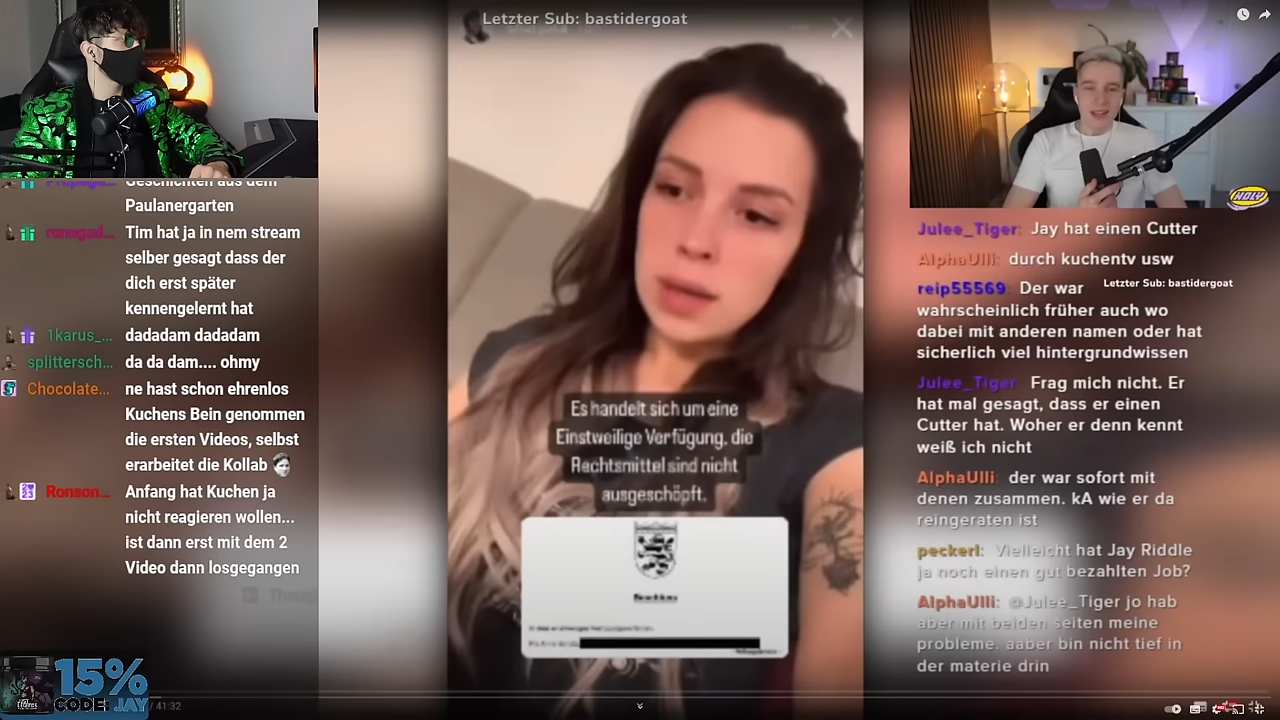 Letzter Sub: bastidergoat
Geschichten aus dem
Paulanergarten
renogad... Tim hat ja in nem stream
selber gesagt dass der
dich erst später
kennengelernt hat
1karus_... dadadam dadadam
splittersch... da da dam.... ohmy
Chocolate... ne hast schon ehrenlos
Kuchens Bein genommen
die ersten Videos, selbst
erarbeitet die Kollab
Ronson... Anfang hat Kuchen ja
nicht reagieren wollen...
ist dann erst mit dem 2
Video dann losgegangen
15%
CODE: JAY
/ 41:32
Es handelt sich um eine
Einstweilige Verfügung, die
Rechtsmittel sind nicht
ausgeschöpft.
Beschluss
HOLY
Julee_Tiger: Jay hat einen Cutter
AlphaUlli: durch kuchentv usw
reip55569 Der war
Letzter Sub: bastidergoat
wahrscheinlich früher auch wo
dabei mit anderen namen oder hat
sicherlich viel hintergrundwissen
Julee_Tiger Frag mich nicht. Er
hat mal gesagt, dass er einen
Cutter hat. Woher er denn kennt
weiß ich nicht
AlphaUlli: der war sofort mit
denen zusammen. kA wie er da
reingeraten ist
peckerl: Vielleicht hat Jay Riddle
ja noch einen gut bezahlten Job?
AlphaUlli: @Julee_Tiger jo hab
aber mit beiden seiten meine
probleme. aaber bin nicht tief in
der materie drin